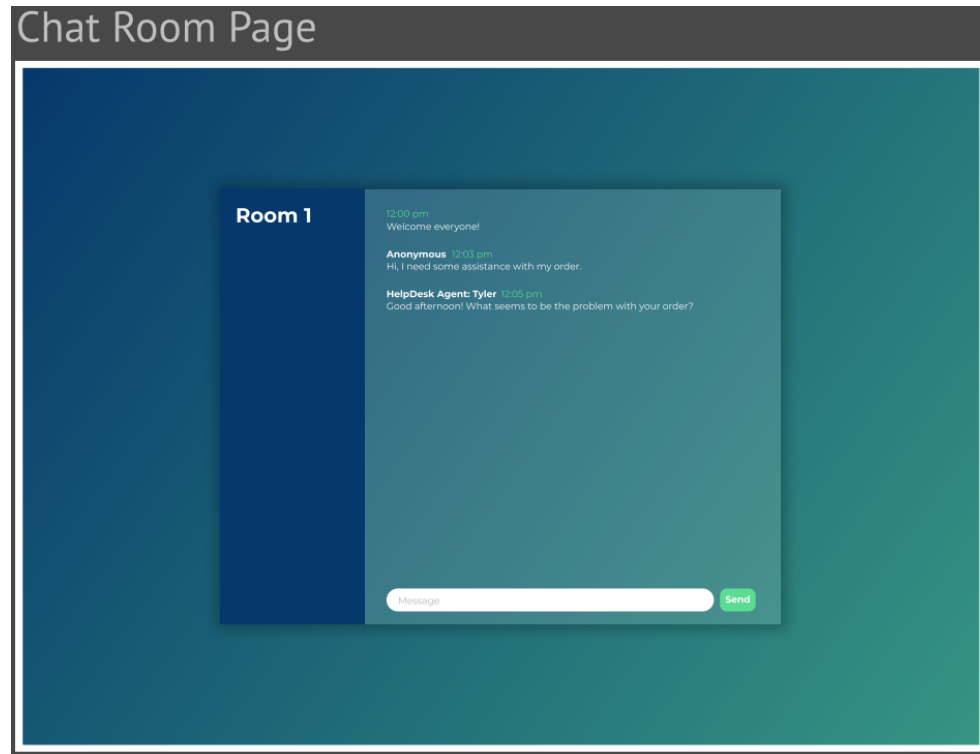 Chat Room Page
Room 1
12:00 pm
Welcome everyone!
Anonymous 12:03 pm
Hi, I need some assistance with my order.
HelpDesk Agent: Tyler 12:05 pm
Good afternoon! What seems to be the problem with your order?
Message
Send